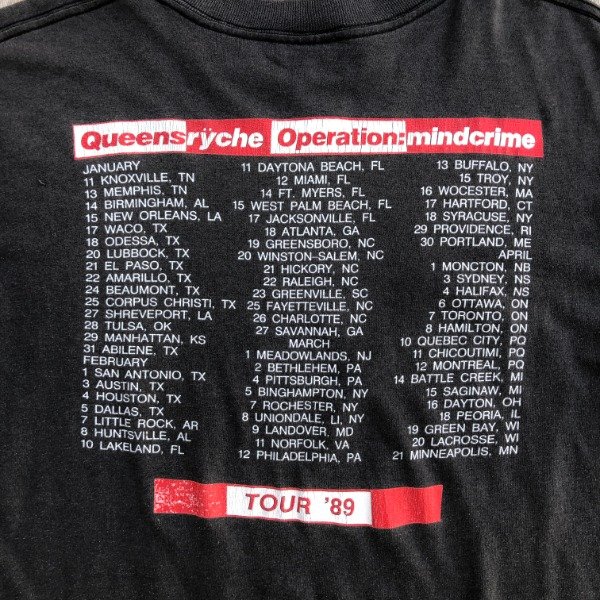 Queensrÿche Operation:mindcrime
JANUARY
11 KNOXVILLE, TN
13 MEMPHIS, TN
14 BIRMINGHAM, AL
15 NEW ORLEANS, LA
17 WACO, TX
18 ODESSA, TX
20 LUBBOCK, TX
21 EL PASO, TX
22 AMARILLO, TX
24 BEAUMONT, TX
25 CORPUS CHRISTI, TX
27 SHREVEPORT, LA
28 TULSA, OK
29 MANHATTAN, KS
31 ABILENE, TX
FEBRUARY
1 SAN ANTONIO, TX
3 AUSTIN, TX
4 HOUSTON, TX
5 DALLAS, TX
7 LITTLE ROCK, AR
8 HUNTSVILLE, AL
10 LAKELAND, FL
11 DAYTONA BEACH, FL
12 MIAMI, FL
14 FT. MYERS, FL
15 WEST PALM BEACH, FL
17 JACKSONVILLE, FL
18 ATLANTA, GA
19 GREENSBORO, NC
20 WINSTON-SALEM, NC
21 HICKORY, NC
22 RALEIGH, NC
23 GREENVILLE, SC
25 FAYETTEVILLE, NC
26 CHARLOTTE, NC
27 SAVANNAH, GA
MARCH
1 MEADOWLANDS, NJ
2 BETHLEHEM, PA
4 PITTSBURGH, PA
5 BINGHAMPTON, NY
7 ROCHESTER, NY
8 UNIONDALE, LI, NY
9 LANDOVER, MD
11 NORFOLK, VA
12 PHILADELPHIA, PA
13 BUFFALO, NY
15 TROY, NY
16 WOCESTER, MA
17 HARTFORD, CT
18 SYRACUSE, NY
29 PROVIDENCE, RI
30 PORTLAND, ME
APRIL
1 MONCTON, NB
3 SYDNEY, NS
4 HALIFAX, NS
6 OTTAWA, ON
7 TORONTO, ON
8 HAMILTON, ON
10 QUEBEC CITY, PQ
11 CHICOUTIMI, PQ
12 MONTREAL, PQ
14 BATTLE CREEK, MI
15 SAGINAW, MI
16 DAYTON, OH
18 PEORIA, IL
19 GREEN BAY, WI
20 LACROSSE, WI
21 MINNEAPOLIS, MN
TOUR '89